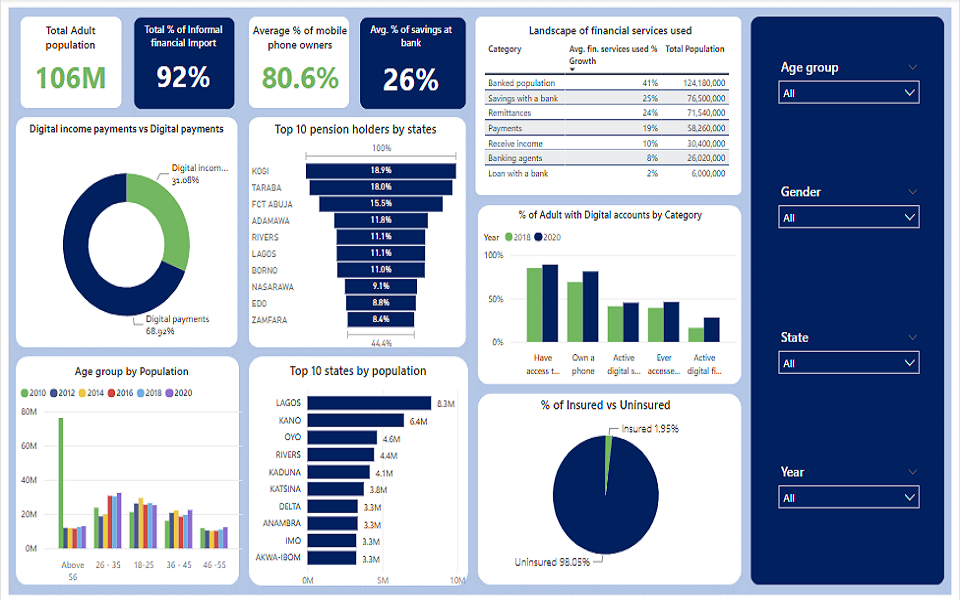 Total Adult
population
106M
Total % of Informal
financial Import
92%
Average % of mobile
phone owners
80.6%
Avg. % of savings at
bank
26%
Landscape of financial services used
Category Avg. fin. services used % Total Population
Growth
Banked population 41% 124,180,000
Savings with a bank 25% 76,500,000
Remittances 24% 71,540,000
Payments 19% 58,260,000
Receive income 10% 30,400,000
Banking agents 8% 26,020,000
Loan with a bank 2% 6,000,000
Digital income payments vs Digital payments
Digital incom...
31.08%
Digital payments
68.92%
Top 10 pension holders by states
100%
KOGI 18.9%
TARABA 18.0%
FCT ABUJA 15.5%
ADAMAWA 11.8%
RIVERS 11.1%
LAGOS 11.1%
BORNO 11.0%
NASARAWA 9.1%
EDO 8.8%
ZAMFARA 8.4%
44.4%
% of Adult with Digital accounts by Category
Year 2018 2020
100%
50%
0%
Have Own a Active Ever Active
access t... phone digital s... accesse... digital fi...
Age group by Population
2010 2012 2014 2016 2018 2020
80M
60M
40M
20M
0M
Above 26 - 35 18-25 36 - 45 46 -55
56
Top 10 states by population
LAGOS 8.3M
KANO 6.4M
OYO 4.6M
RIVERS 4.4M
KADUNA 4.1M
KATSINA 3.8M
DELTA 3.3M
ANAMBRA 3.3M
IMO 3.3M
AKWA-IBOM 3.3M
0M 5M 10M
% of Insured vs Uninsured
Insured 1.95%
Uninsured 98.05%
Age group
All
Gender
All
State
All
Year
All